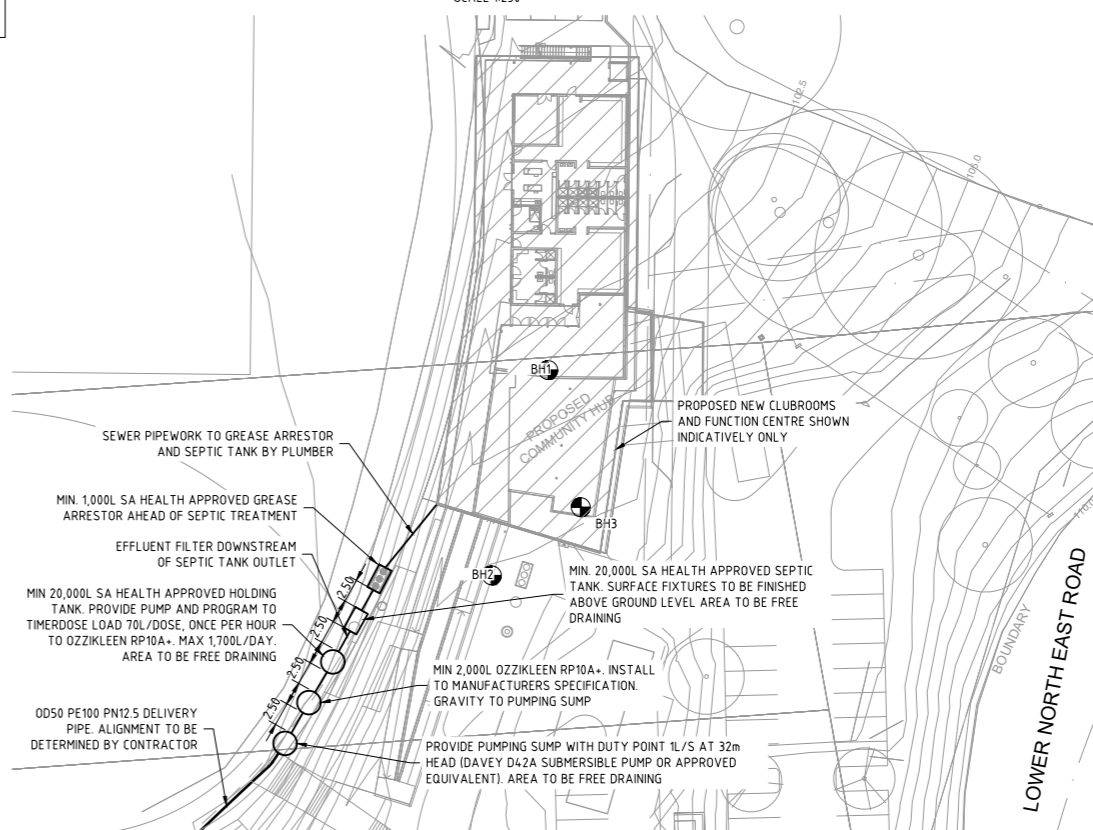 102.5
105.0
BH1
PROPOSED
COMMUNITY HUB
PROPOSED NEW CLUBROOMS
AND FUNCTION CENTRE SHOWN
INDICATIVELY ONLY
SEWER PIPEWORK TO GREASE ARRESTOR
AND SEPTIC TANK BY PLUMBER
MIN. 1,000L SA HEALTH APPROVED GREASE
ARRESTOR AHEAD OF SEPTIC TREATMENT
BH3
EFFLUENT FILTER DOWNSTREAM
OF SEPTIC TANK OUTLET
BH2
MIN. 20,000L SA HEALTH APPROVED SEPTIC
TANK. SURFACE FIXTURES TO BE FINISHED
ABOVE GROUND LEVEL AREA TO BE FREE
DRAINING
MIN 20,000L SA HEALTH APPROVED HOLDING
TANK. PROVIDE PUMP AND PROGRAM TO
TIMERDOSE LOAD 70L/DOSE, ONCE PER HOUR
TO OZZIKLEEN RP10A+. MAX 1,700L/DAY.
AREA TO BE FREE DRAINING
2.50
2.50
2.50
2.50
MIN 2,000L OZZIKLEEN RP10A+. INSTALL
TO MANUFACTURERS SPECIFICATION.
GRAVITY TO PUMPING SUMP
OD50 PE100 PN12.5 DELIVERY
PIPE. ALIGNMENT TO BE
DETERMINED BY CONTRACTOR
PROVIDE PUMPING SUMP WITH DUTY POINT 1L/S AT 32m
HEAD (DAVEY D42A SUBMERSIBLE PUMP OR APPROVED
EQUIVALENT). AREA TO BE FREE DRAINING
BOUNDARY
LOWER NORTH EAST ROAD